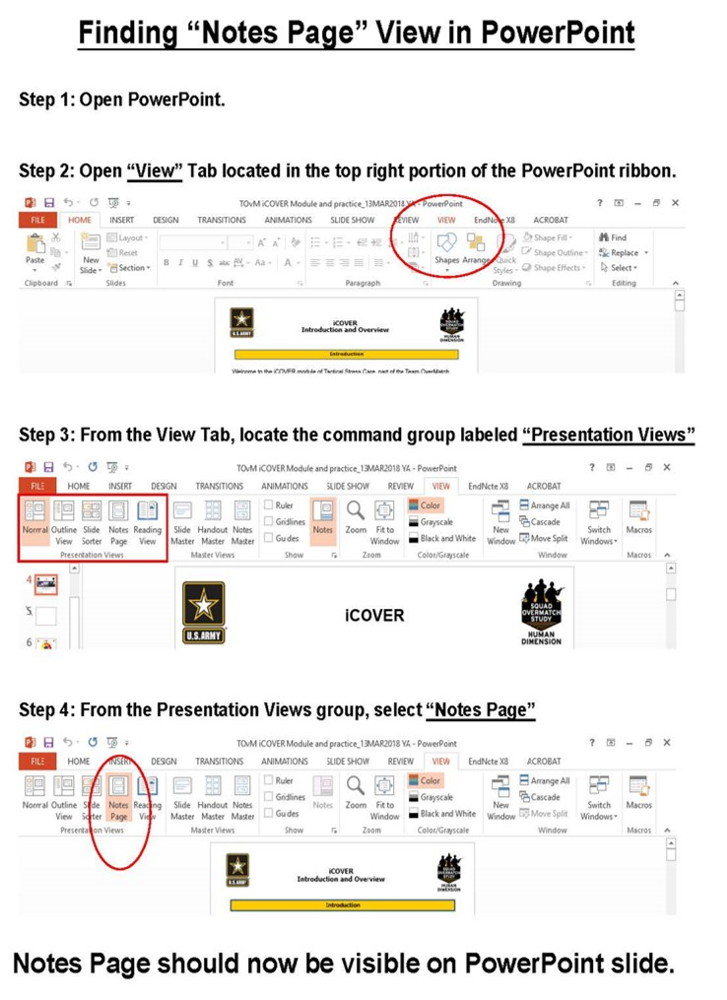 Finding “Notes Page” View in PowerPoint
Step 1: Open PowerPoint.
Step 2: Open “View” Tab located in the top right portion of the PowerPoint ribbon.
TOvM iCOVER Module and practice_13MAR2018 YA - PowerPoint
FILE HOME INSERT DESIGN TRANSITIONS ANIMATIONS SLIDE SHOW REVIEW VIEW EndNote X8 ACROBAT
Layout Shape Fill Find
Reset Shape Outline Replace
Paste New Slide Section B I U S abc AV Aa A Shapes Arrange Quick Styles Shape Effects Select
Clipboard Slides Font Paragraph Drawing Editing
U.S.ARMY
iCOVER
Introduction and Overview
SQUAD OVERMATCH STUDY
HUMAN DIMENSION
Introduction
Welcome to the iCOVER module of Tactical Stress Care, part of the Team OverMatch
Step 3: From the View Tab, locate the command group labeled “Presentation Views”
TOvM iCOVER Module and practice_13MAR2018 YA - PowerPoint
FILE HOME INSERT DESIGN TRANSITIONS ANIMATIONS SLIDE SHOW REVIEW VIEW EndNote X8 ACROBAT
Ruler Color Arrange All
Gridlines Grayscale Cascade
Guides Black and White Move Split
Normal Outline View Slide Sorter Notes Page Reading View Slide Master Handout Master Notes Master Notes Zoom Fit to Window New Window Switch Windows Macros
Presentation Views Master Views Show Zoom Color/Grayscale Window Macros
4
5
6
U.S.ARMY
iCOVER
SQUAD
OVERMATCH
STUDY
HUMAN
DIMENSION
Step 4: From the Presentation Views group, select “Notes Page”
TOvM iCOVER Module and practice_13MAR2018 YA - PowerPoint
FILE HOME INSERT DESIGN TRANSITIONS ANIMATIONS SLIDE SHOW REVIEW VIEW EndNote X8 ACROBAT
Ruler Color Arrange All
Gridlines Grayscale Cascade
Guides Black and White Move Split
Normal Outline View Slide Sorter Notes Page Reading View Slide Master Handout Master Notes Master Notes Zoom Fit to Window New Window Switch Windows Macros
Presentation Views Master Views Show Zoom Color/Grayscale Window Macros
U.S.ARMY
iCOVER
Introduction and Overview
SQUAD OVERMATCH STUDY
HUMAN DIMENSION
Introduction
Notes Page should now be visible on PowerPoint slide.